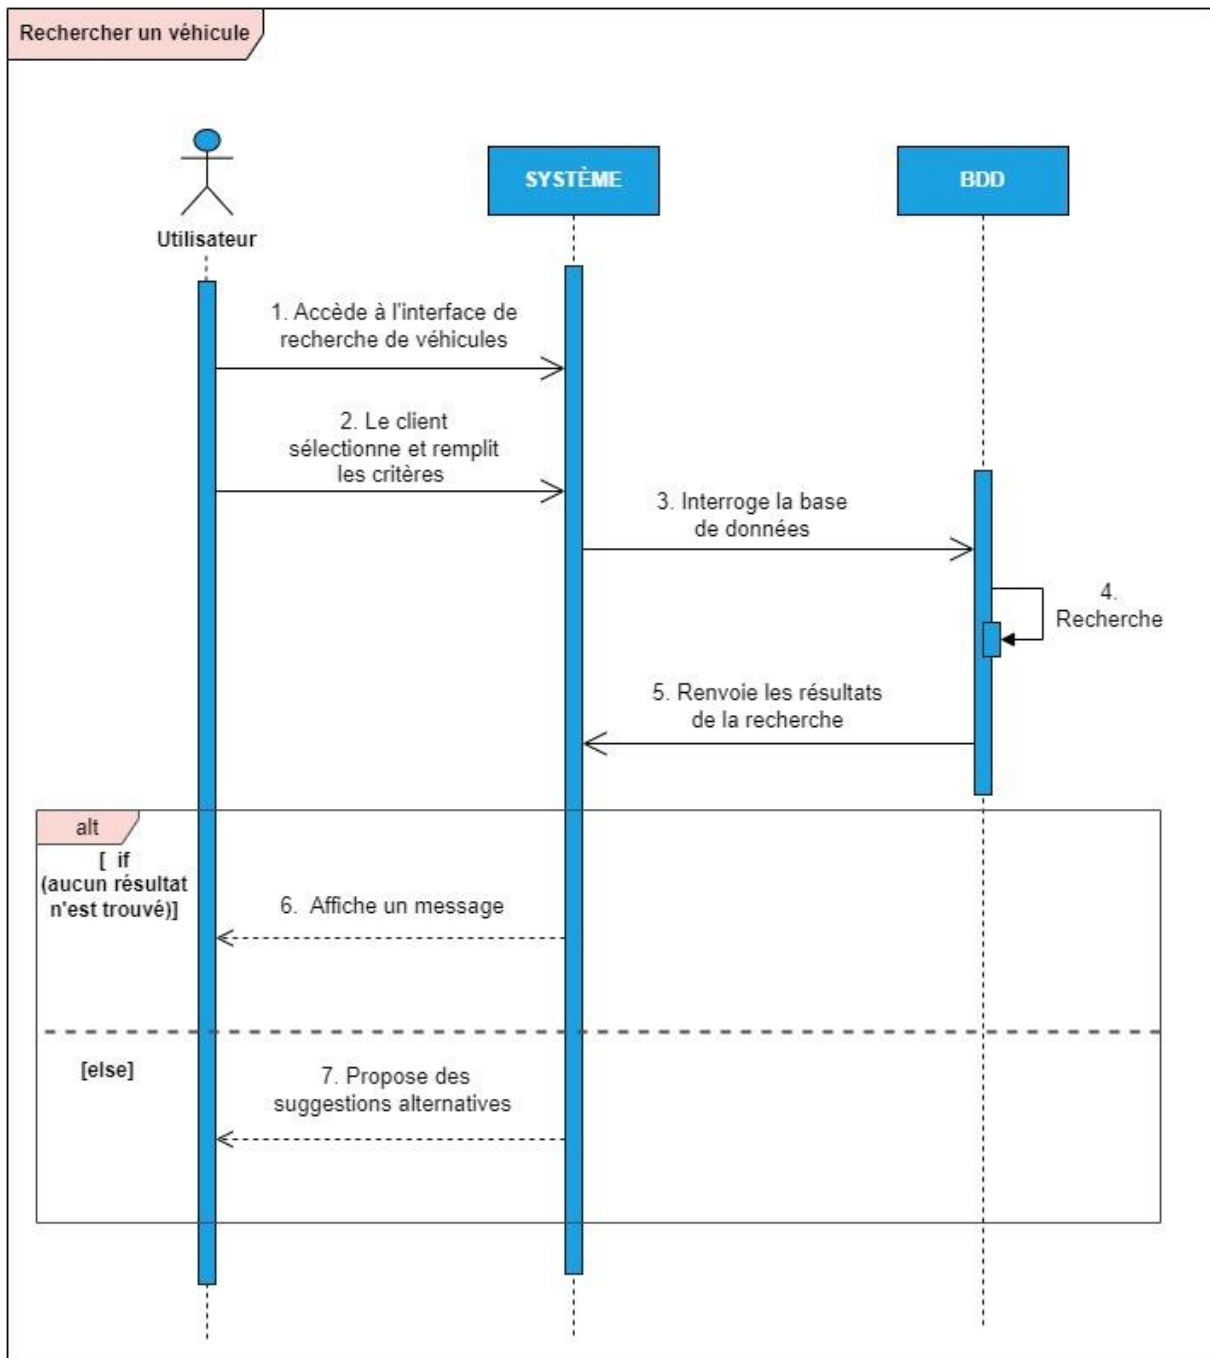 Rechercher un véhicule
SYSTÈME
BDD
Utilisateur
1. Accède à l'interface de
recherche de véhicules
2. Le client
sélectionne et remplit
les critères
3. Interroge la base
de données
4.
Recherche
5. Renvoie les résultats
de la recherche
alt
[ if
(aucun résultat
n'est trouvé)]
6. Affiche un message
[else]
7. Propose des
suggestions alternatives